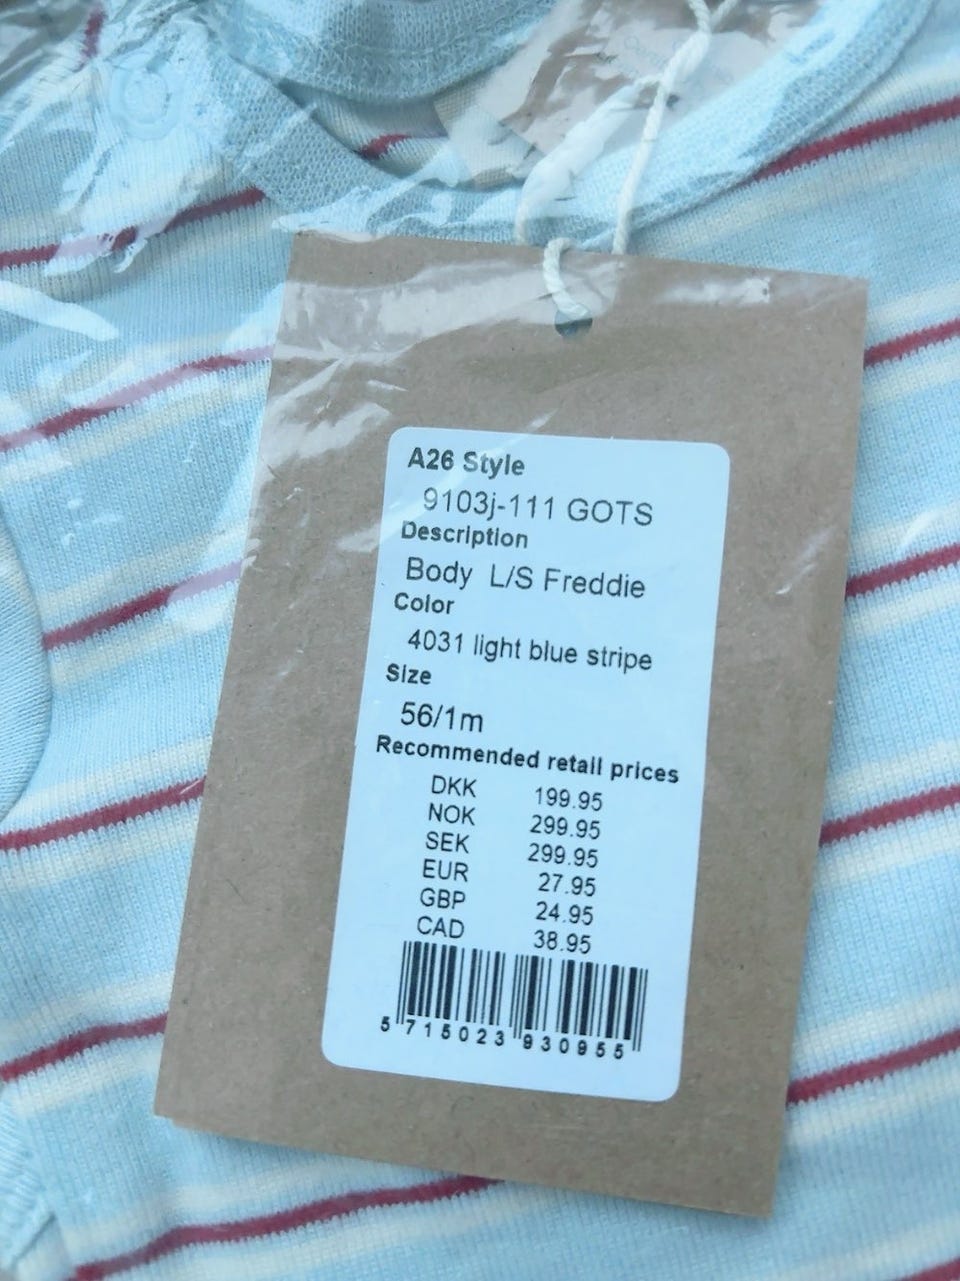 A26 Style
9103j-111 GOTS
Description
Body L/S Freddie
Color
4031 light blue stripe
Size
56/1m
Recommended retail prices
DKK 199.95
NOK 299.95
SEK 299.95
EUR 27.95
GBP 24.95
CAD 38.95
5 715023 930955